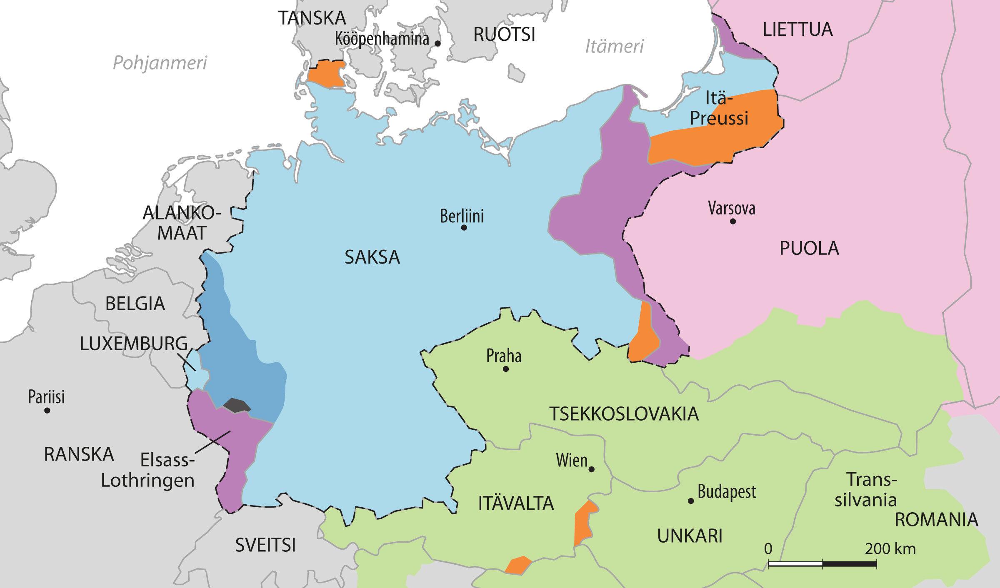 TANSKA
Kööpenhamina
RUOTSI
Itämeri
LIETTUA
Pohjanmeri
Itä-
Preussi
ALANKO-
MAAT
Berliini
Varsova
SAKSA
PUOLA
BELGIA
LUXEMBURG
Praha
Pariisi
TSEKKOSLOVAKIA
RANSKA
Elsass-
Lothringen
Wien
Budapest
ITÄVALTA
Trans-
silvania
ROMANIA
UNKARI
SVEITSI
0 200 km